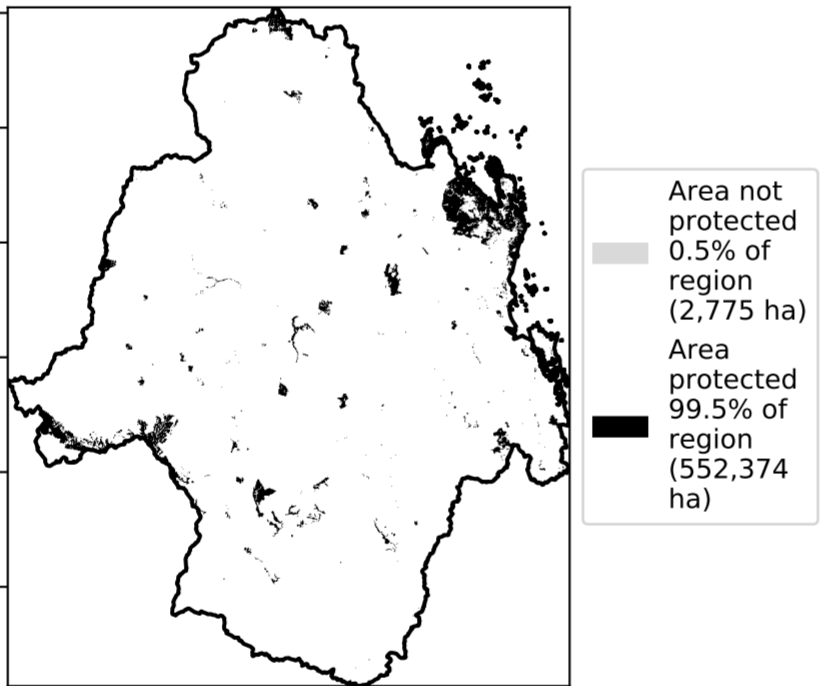 Area not
protected
0.5% of
region
(2,775 ha)
Area
protected
99.5% of
region
(552,374
ha)